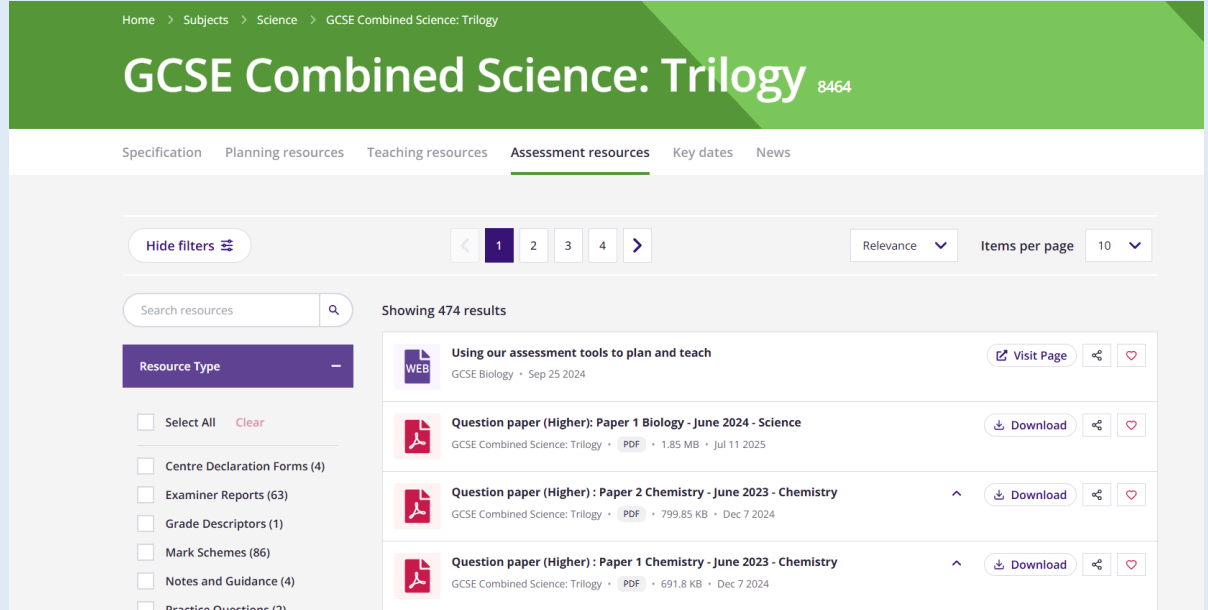 Home > Subjects > Science > GCSE Combined Science: Trilogy
GCSE Combined Science: Trilogy 8464
Specification Planning resources Teaching resources Assessment resources Key dates News
Hide filters 1 2 3 4 Relevance Items per page 10
Search resources
Showing 474 results
Resource Type
Select All Clear
Centre Declaration Forms (4)
Examiner Reports (63)
Grade Descriptors (1)
Mark Schemes (86)
Notes and Guidance (4)
Practice Questions (2)
WEB
Using our assessment tools to plan and teach
GCSE Biology • Sep 25 2024
Visit Page
Question paper (Higher): Paper 1 Biology - June 2024 - Science
GCSE Combined Science: Trilogy • PDF • 1.85 MB • Jul 11 2025
Download
Question paper (Higher) : Paper 2 Chemistry - June 2023 - Chemistry
GCSE Combined Science: Trilogy • PDF • 799.85 KB • Dec 7 2024
Download
Question paper (Higher) : Paper 1 Chemistry - June 2023 - Chemistry
GCSE Combined Science: Trilogy • PDF • 691.8 KB • Dec 7 2024
Download